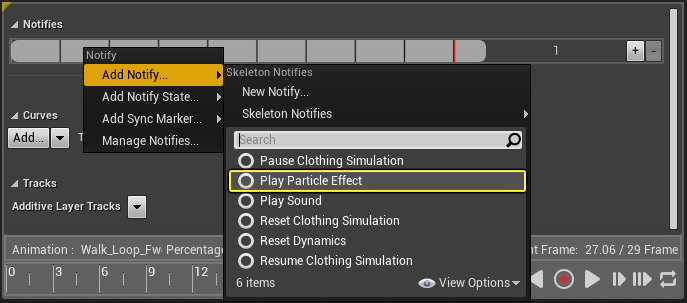 Notifies
1
+
-
Notify
Add Notify...
Add Notify State...
Add Sync Marker...
Manage Notifies...
Skeleton Notifies
New Notify...
Skeleton Notifies
Search
Pause Clothing Simulation
Play Particle Effect
Play Sound
Reset Clothing Simulation
Reset Dynamics
Resume Clothing Simulation
6 items
View Options
Curves
Add...
Tracks
Additive Layer Tracks
Animation : Walk_Loop_Fw Percentage
nt Frame: 27.06 / 29 Frame
0 3 6 9 12